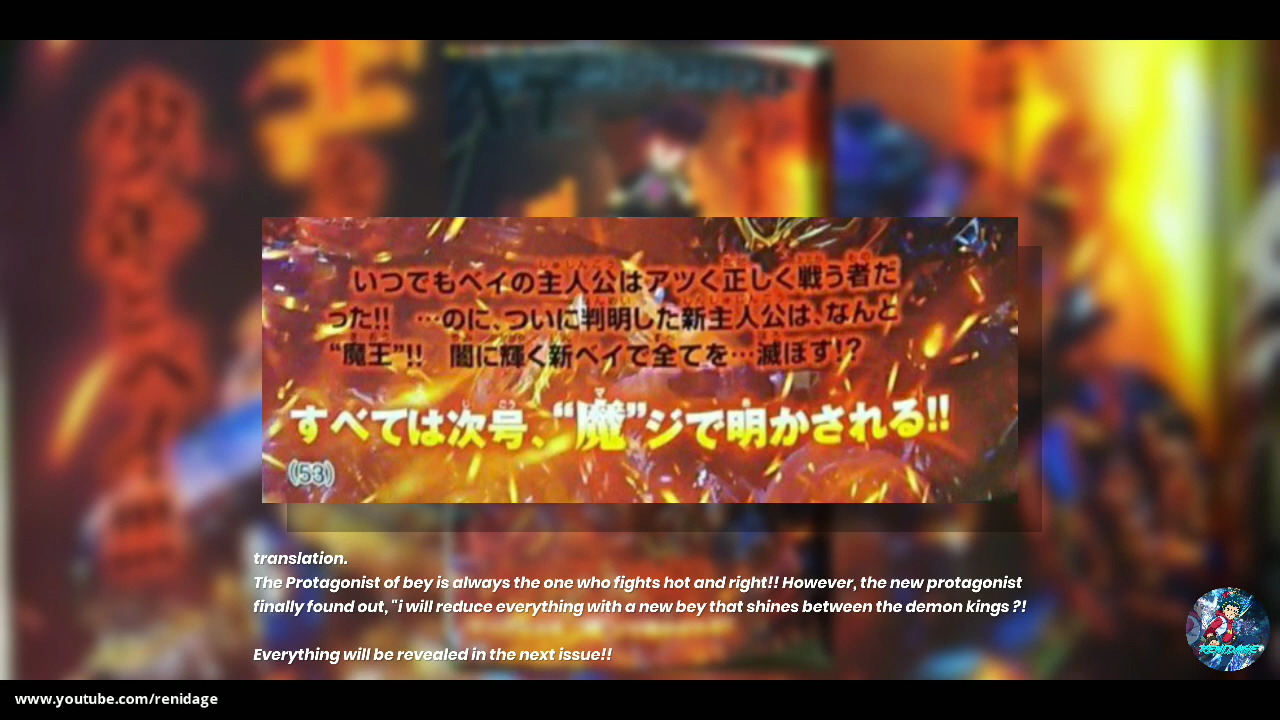 いつでもベイの主人公はアツく正しく戦う者だ
った!! …のに、ついに判明した新主人公は、なんと
“魔王”!! 闇に輝く新ベイで全てを…滅ぼす!?
すべては次号、“魔”ジで明かされる!!
(53)
translation.
The Protagonist of bey is always the one who fights hot and right!! However, the new protagonist
finally found out, "i will reduce everything with a new bey that shines between the demon kings ?!
Everything will be revealed in the next issue!!
RENIDAGE
www.youtube.com/renidage